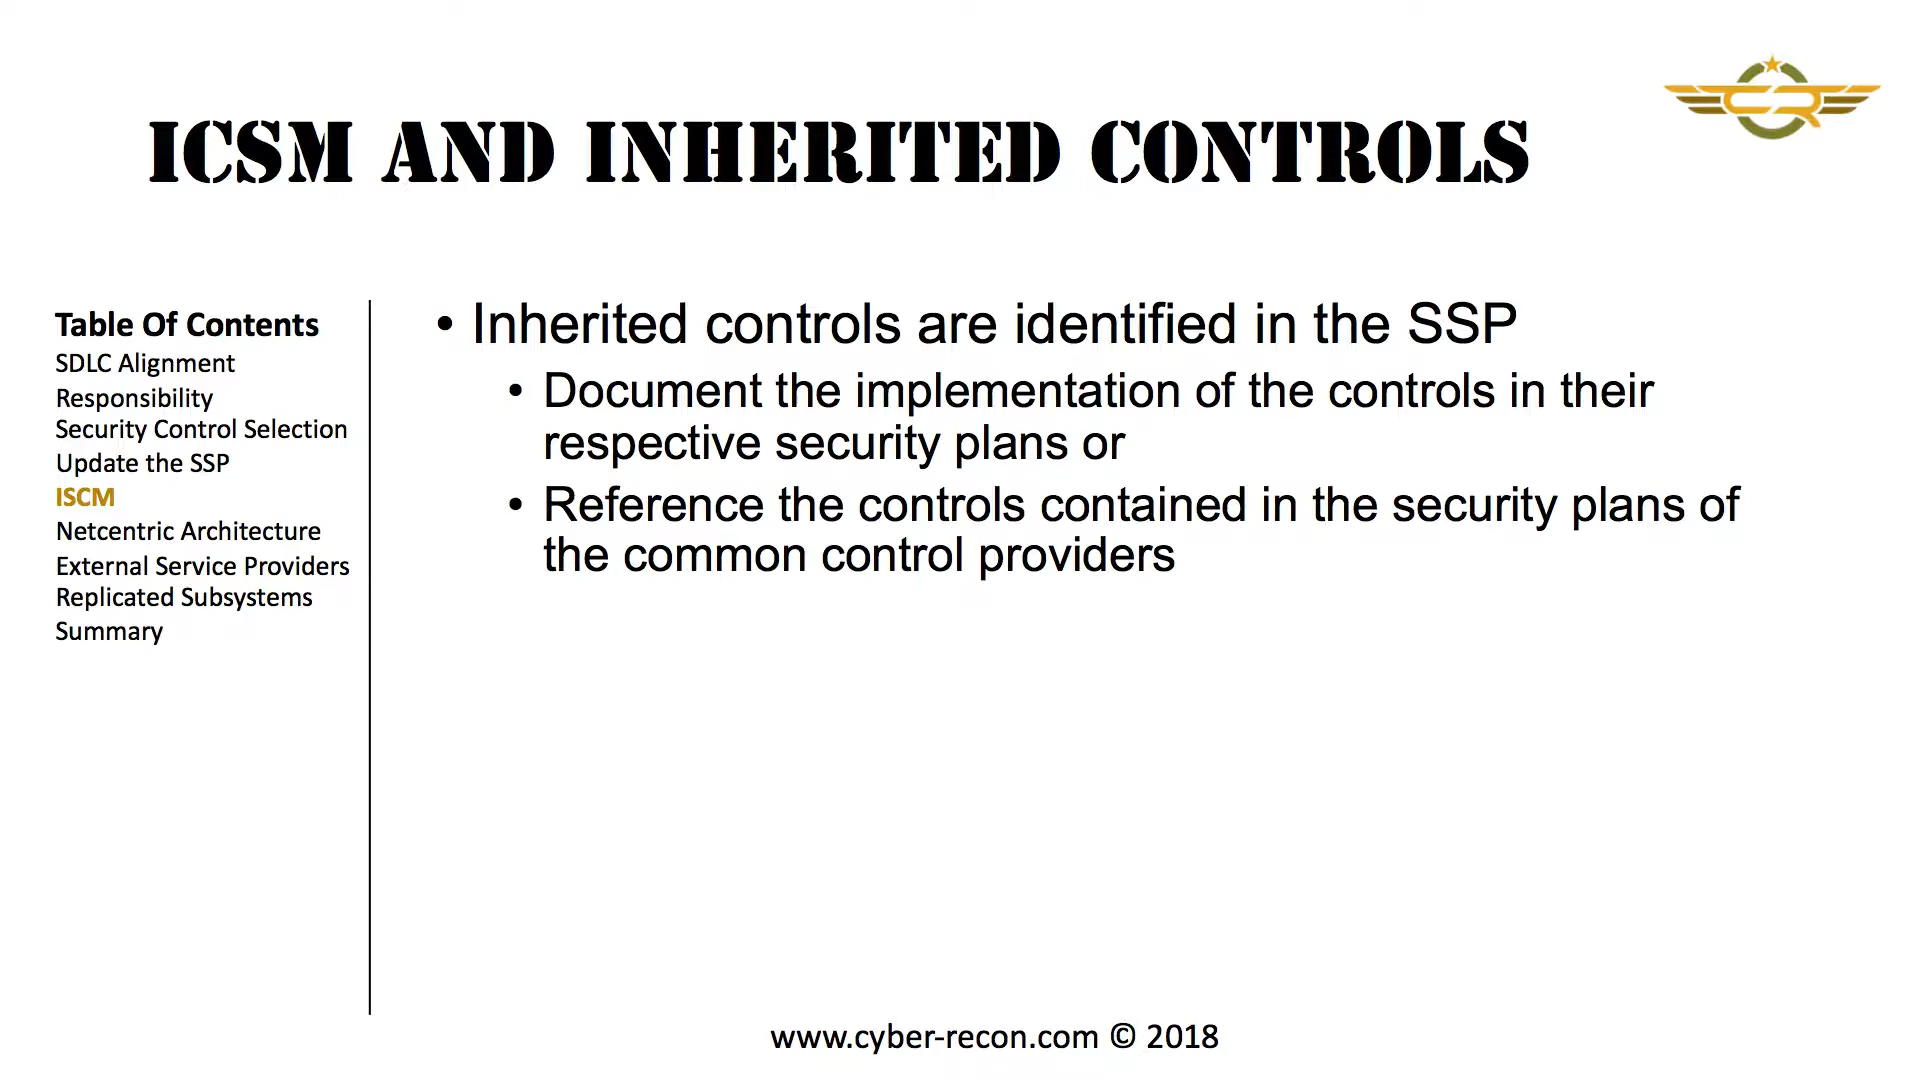 ICSM AND INHERITED CONTROLS
CR
Table Of Contents
SDLC Alignment
Responsibility
Security Control Selection
Update the SSP
ISCM
Netcentric Architecture
External Service Providers
Replicated Subsystems
Summary
• Inherited controls are identified in the SSP
• Document the implementation of the controls in their
respective security plans or
• Reference the controls contained in the security plans of
the common control providers
www.cyber-recon.com © 2018